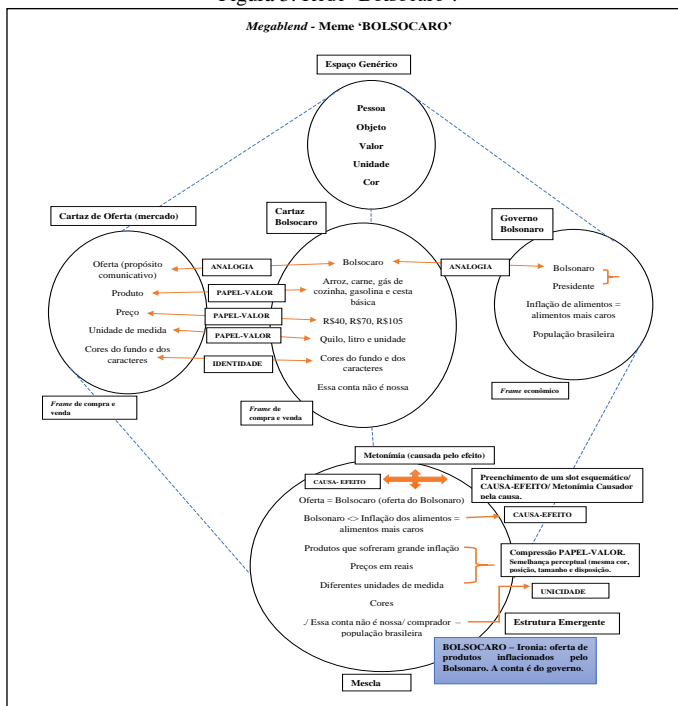 Megablend - Meme ‘BOLSOCARO’
Espaço Genérico
Pessoa
Objeto
Valor
Unidade
Cor
Cartaz de Oferta (mercado)
Oferta (propósito
comunicativo)
Produto
Preço
Unidade de medida
Cores do fundo e dos
caracteres
Frame de compra e
venda
ANALOGIA
PAPEL-VALOR
PAPEL-VALOR
PAPEL-VALOR
IDENTIDADE
Cartaz
Bolsocaro
Bolsocaro
Arroz, carne, gás de
cozinha, gasolina e cesta
básica
R$40, R$70, R$105
Quilo, litro e unidade
Cores do fundo e dos
caracteres
Essa conta não é nossa
Frame de
compra e venda
ANALOGIA
Governo
Bolsonaro
Bolsonaro
Presidente
Inflação de alimentos =
alimentos mais caros
População brasileira
Frame econômico
Metonímia (causada pelo efeito)
CAUSA- EFEITO
Oferta = Bolsocaro (oferta do Bolsonaro)
Bolsonaro <> Inflação dos alimentos =
alimentos mais caros
Produtos que sofreram grande inflação
Preços em reais
Diferentes unidades de medida
Cores
./ Essa conta não é nossa/ comprador –
população brasileira
Mescla
Preenchimento de um slot esquemático/
CAUSA-EFEITO/ Metonímia Causador
pela causa.
CAUSA-EFEITO
Compressão PAPEL-VALOR.
Semelhança perceptual (mesma cor,
posição, tamanho e disposição.
UNICIDADE
Estrutura Emergente
BOLSOCARO – Ironia: oferta de
produtos inflacionados pelo
Bolsonaro. A conta é do governo.